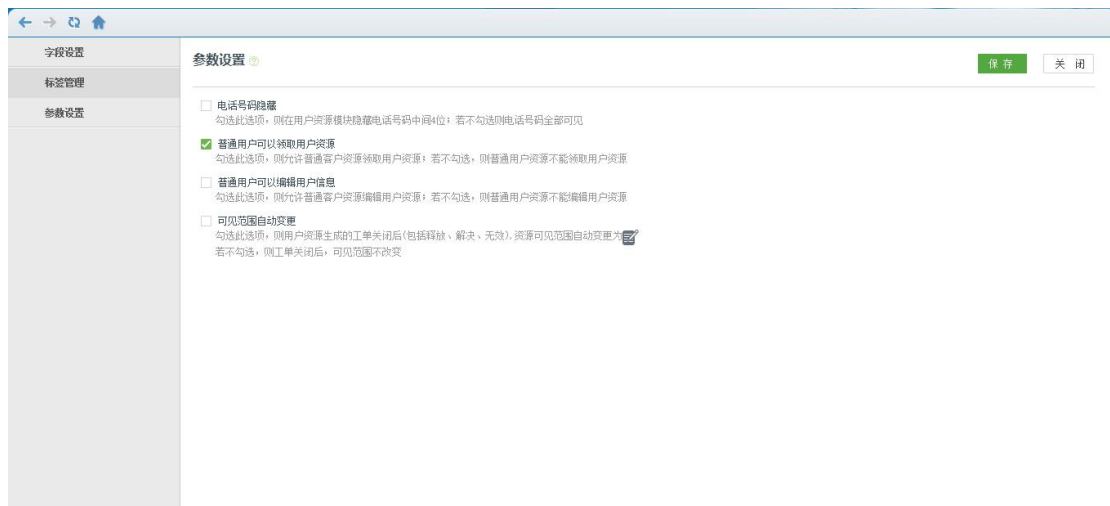 字段设置
标签管理
参数设置
参数设置
保存
关闭
电话号码隐藏
勾选此选项，则在用户资源模块隐藏电话号码中间4位；若不勾选则电话号码全部可见
普通用户可以领取用户资源
勾选此选项，则允许普通客户资源领取用户资源；若不勾选，则普通用户资源不能领取用户资源
普通用户可以编辑用户信息
勾选此选项，则允许普通客户资源编辑用户资源；若不勾选，则普通用户资源不能编辑用户资源
可见范围自动变更
勾选此选项，则用户资源生成的工单关闭后(包括释放、解决、无效),资源可见范围自动变更为
若不勾选，则工单关闭后，可见范围不改变